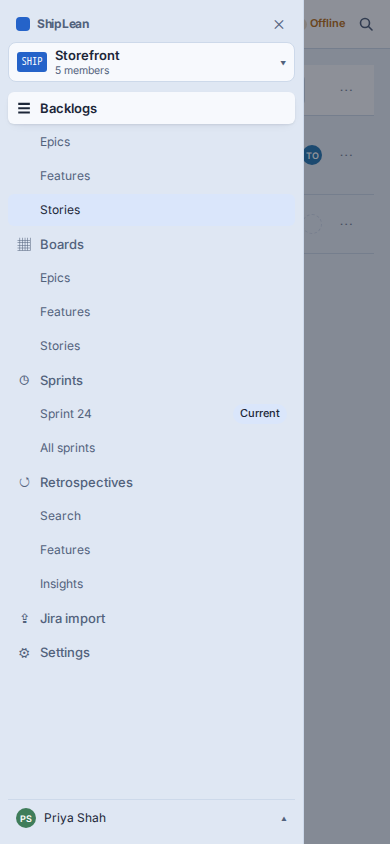 ShipLean
Offline
SHIP
Storefront
5 members
Backlogs
Epics
TO
Features
Stories
Boards
Epics
Features
Stories
Sprints
Sprint 24
Current
All sprints
Retrospectives
Search
Features
Insights
Jira import
Settings
PS
Priya Shah